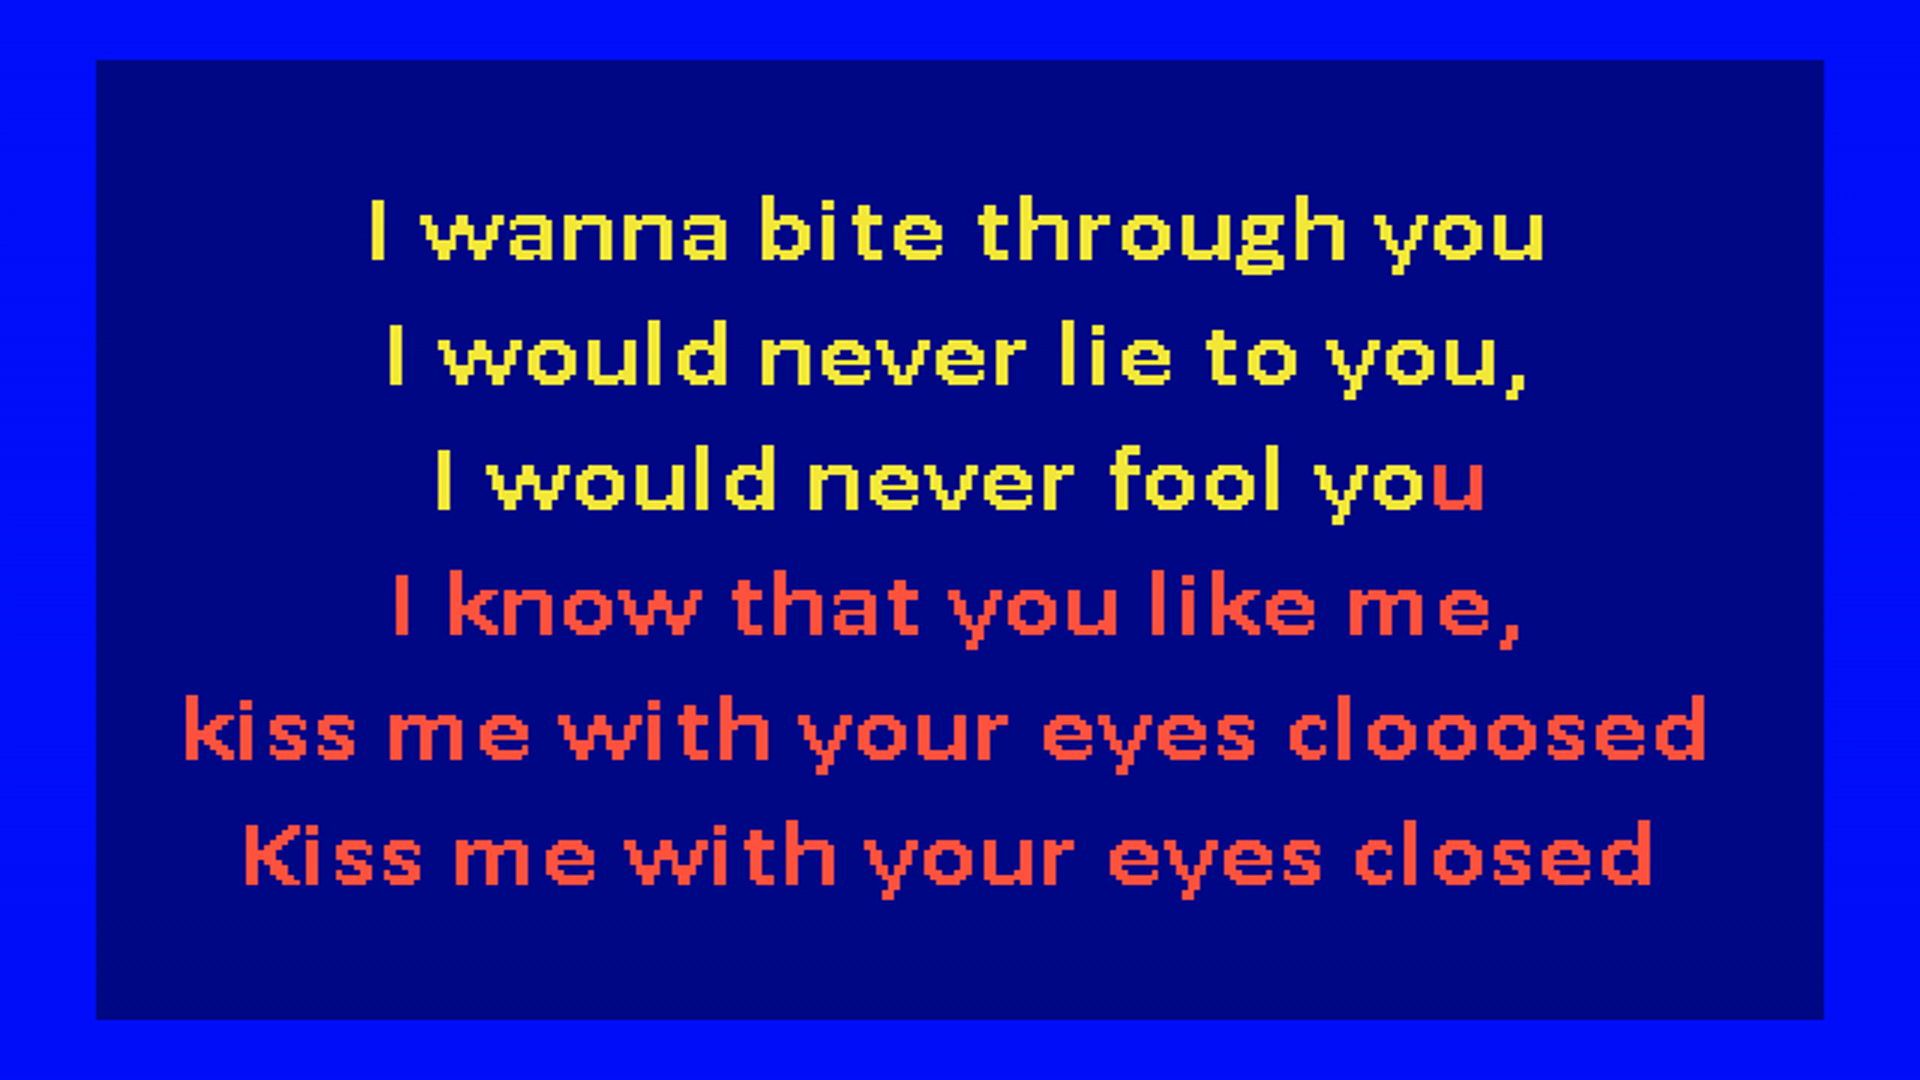 I wanna bite through you
I would never lie to you,
I would never fool you
I know that you like me,
kiss me with your eyes clooosed
Kiss me with your eyes closed